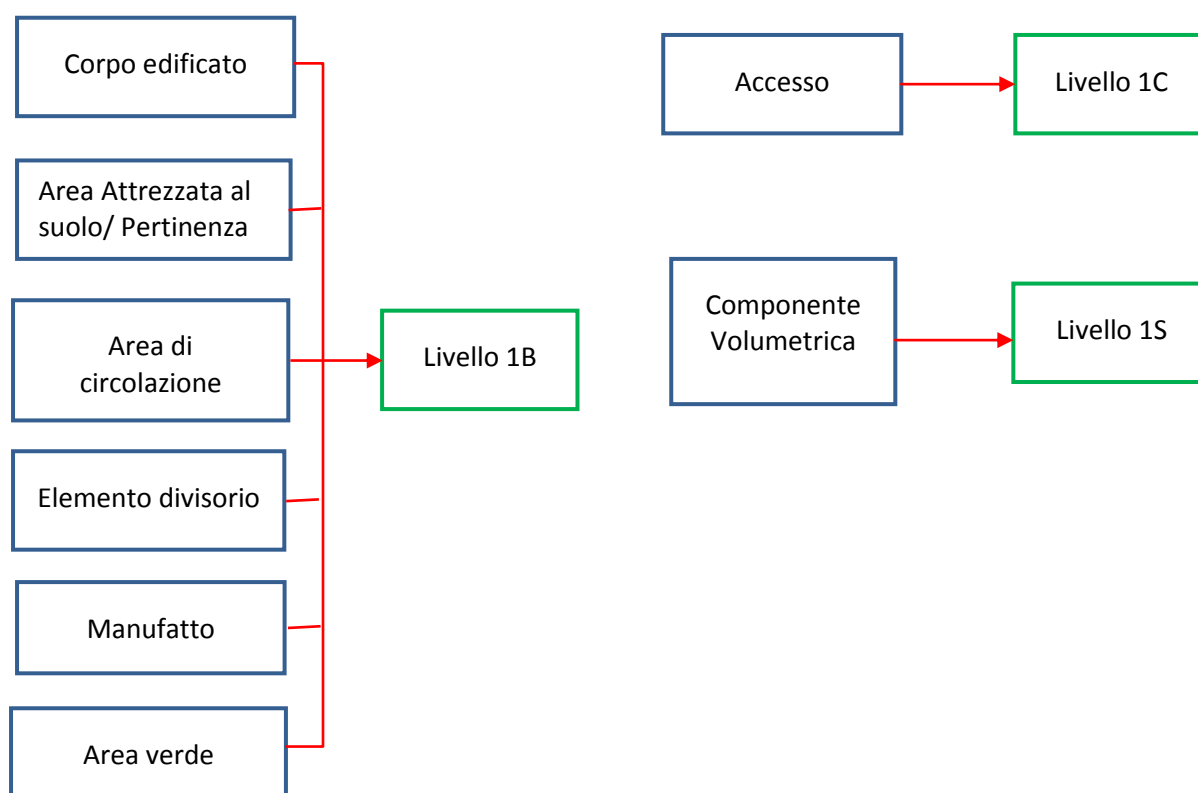 Corpo edificato
Area Attrezzata al
suolo/ Pertinenza
Area di
circolazione
Elemento divisorio
Manufatto
Area verde
Livello 1B
Accesso
Livello 1C
Componente
Volumetrica
Livello 1S